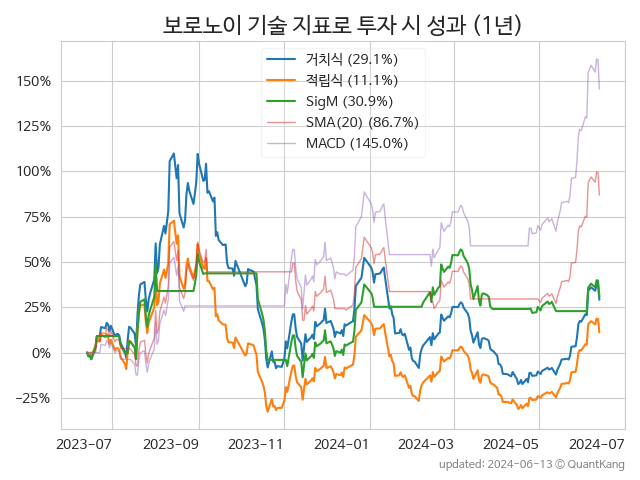 보로노이 기술 지표로 투자 시 성과 (1년)
거치식 (29.1%)
적립식 (11.1%)
SigM (30.9%)
SMA(20) (86.7%)
MACD (145.0%)
150%
125%
100%
75%
50%
25%
0%
−25%
2023-07 2023-09 2023-11 2024-01 2024-03 2024-05 2024-07
updated: 2024-06-13 © QuantKang